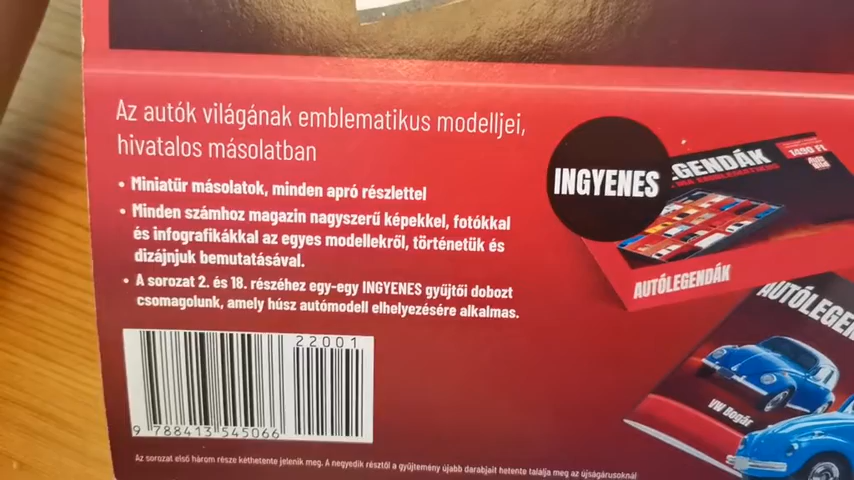 Az autók világának emblematikus modelljei,
hivatalos másolatban
• Miniatűr másolatok, minden apró részlettel
• Minden számhoz magazin nagyszerű képekkel, fotókkal
és infografikákkal az egyes modellekről, történetük és
dizájnjuk bemutatásával.
• A sorozat 2. és 18. részéhez egy-egy INGYENES gyűjtői dobozt
csomagolunk, amely húsz autómodell elhelyezésére alkalmas.
INGYENES
GENDÁK
1490 Ft
AUTÓLEGENDÁK
AUTÓLEGEN
VW Bogár
22001
9 788413 545066
Az sorozat első három része kéthetente jelenik meg. A negyedik résztől a gyűjtemény újabb darabjait hetente találja meg az újságárusoknál